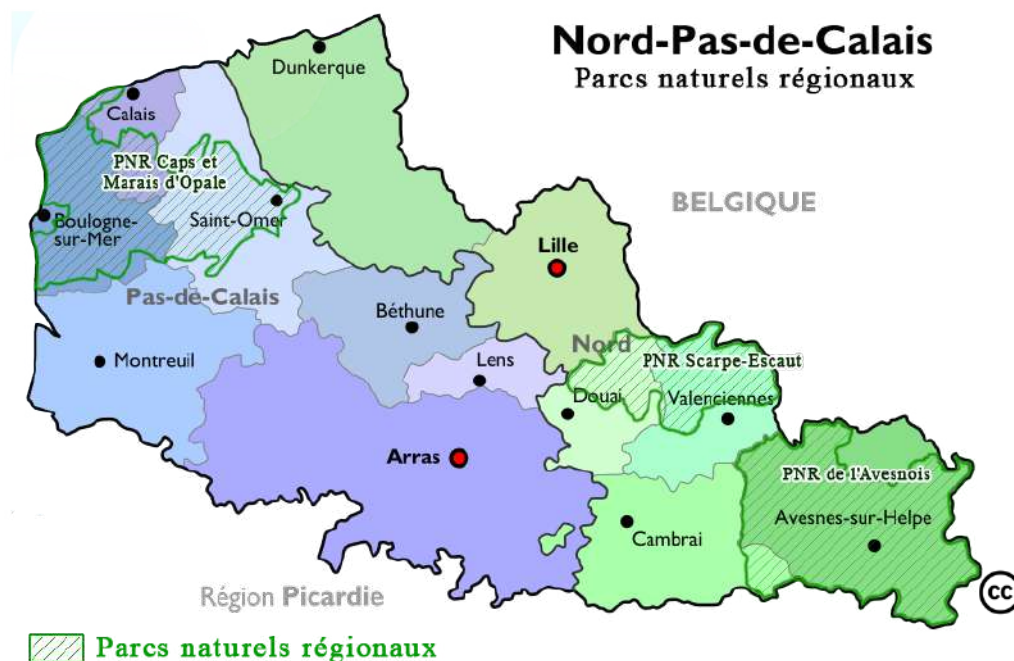 Nord-Pas-de-Calais
Parcs naturels régionaux
Dunkerque
Calais
PNR Caps et
Marais d'Opale
BELGIQUE
Boulogne-
sur-Mer
Saint-Omer
Lille
Pas-de-Calais
Béthune
Nord
Montreuil
Lens
PNR Scarpe-Escaut
Douai
Valenciennes
Arras
PNR de l'Avesnois
Avesnes-sur-Helpe
Cambrai
Région Picardie
cc
Parcs naturels régionaux